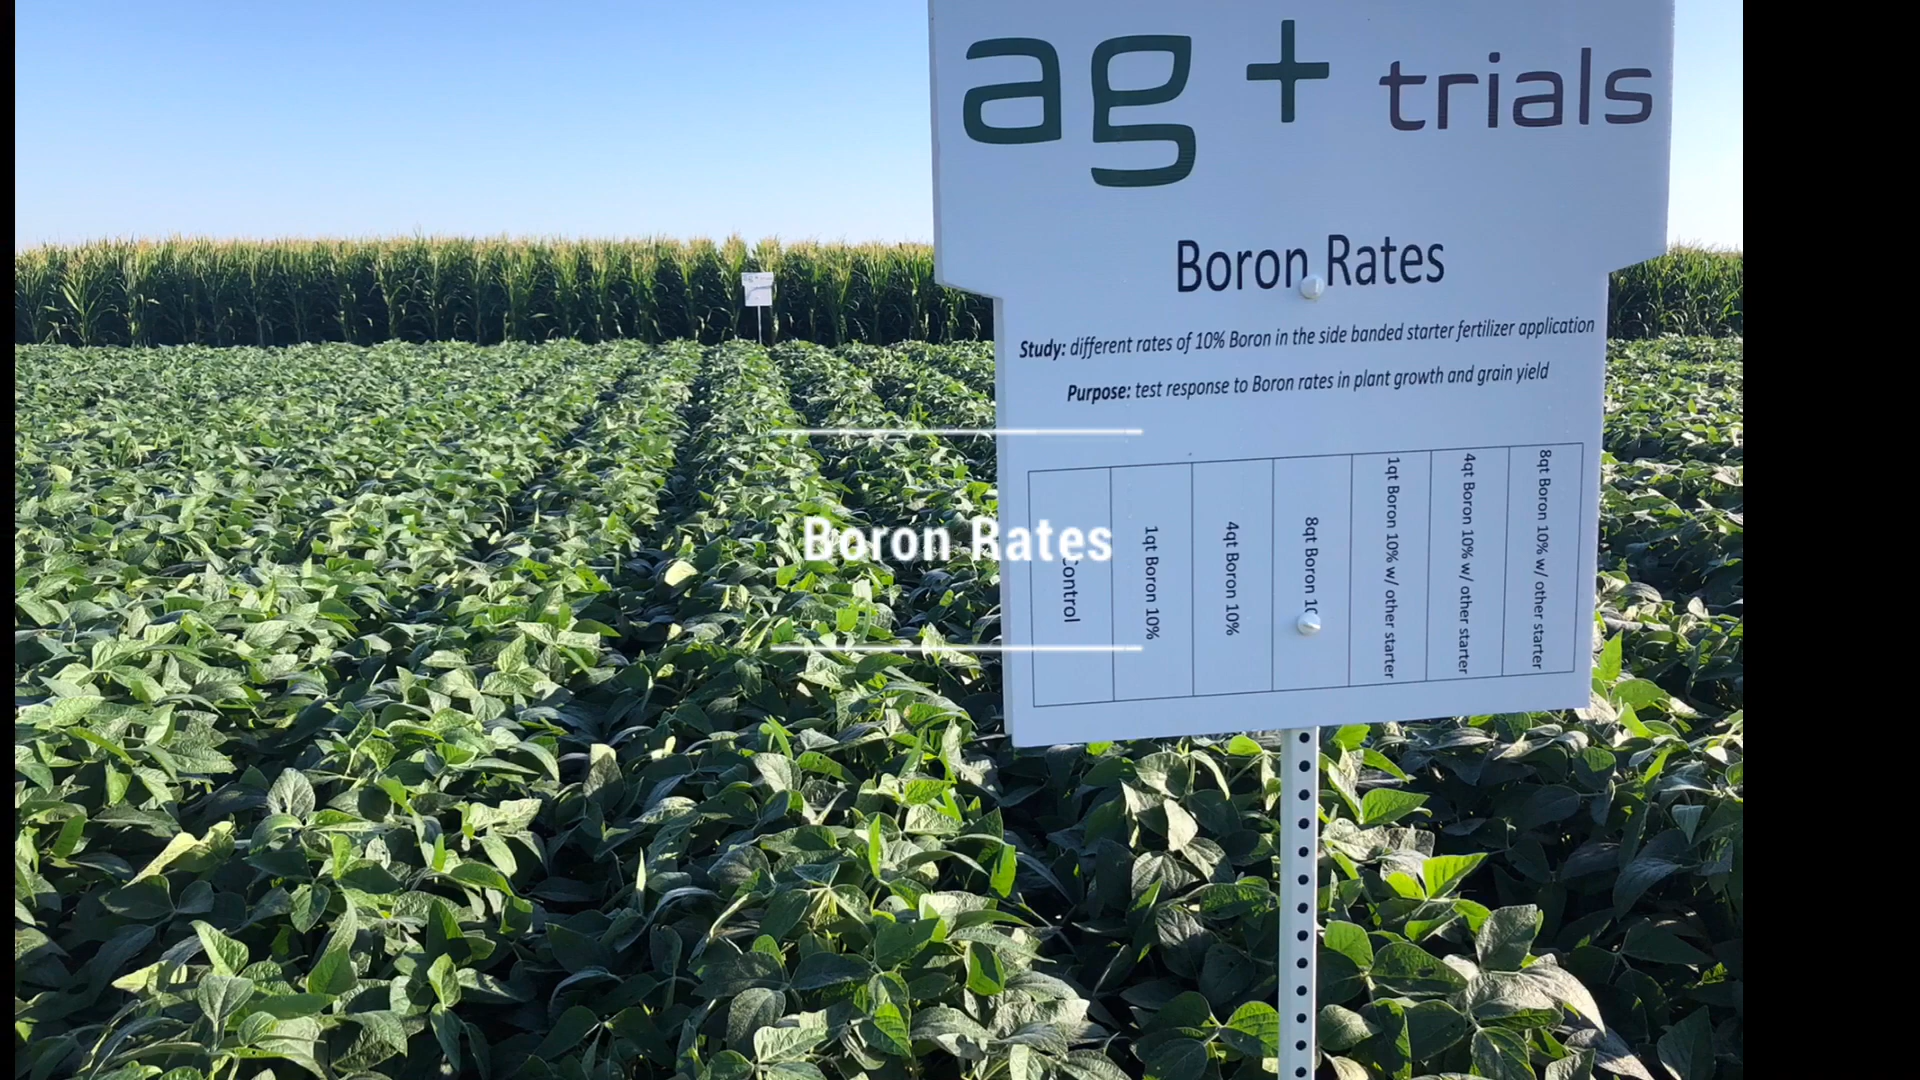 ag + trials
Boron Rates
Study: different rates of 10% Boron in the side banded starter fertilizer application
Purpose: test response to Boron rates in plant growth and grain yield
Boron Rates
Control
1qt Boron 10%
4qt Boron 10%
8qt Boron
1qt Boron 10% w/ other starter
4qt Boron 10% w/ other starter
8qt Boron 10% w/ other starter